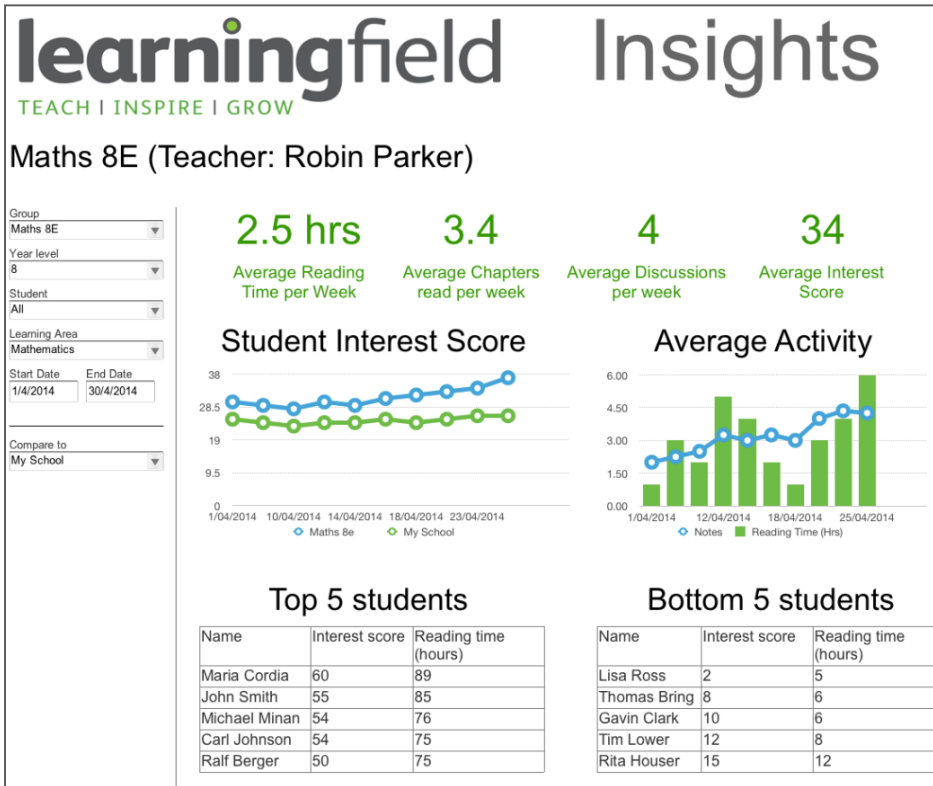 learningfield Insights
TEACH | INSPIRE | GROW
Maths 8E (Teacher: Robin Parker)
Group
Maths 8E
Year level
8
Student
All
Learning Area
Mathematics
Start Date End Date
1/4/2014 30/4/2014
Compare to
My School
2.5 hrs 3.4 4 34
Average Reading Average Chapters Average Discussions Average Interest
Time per Week read per week per week Score
Student Interest Score
38
28.5
19
9.5
0
1/04/2014 10/04/2014 14/04/2014 18/04/2014 23/04/2014
Maths 8e My School
Average Activity
6.00
4.50
3.00
1.50
0.00
1/04/2014 12/04/2014 18/04/2014 25/04/2014
Notes Reading Time (Hrs)
Top 5 students
Name Interest score Reading time
(hours)
Maria Cordia 60 89
John Smith 55 85
Michael Minan 54 76
Carl Johnson 54 75
Ralf Berger 50 75
Bottom 5 students
Name Interest score Reading time
(hours)
Lisa Ross 2 5
Thomas Bring 8 6
Gavin Clark 10 6
Tim Lower 12 8
Rita Houser 15 12